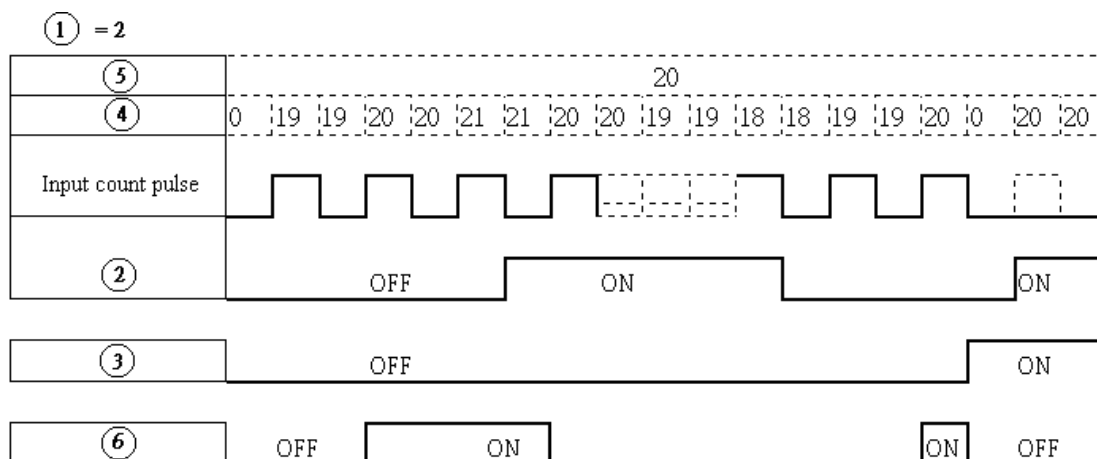 ① = 2
⑤ 20
④ 0 19 19 20 20 21 21 20 20 19 19 18 18 19 19 20 0 20 20
Input count pulse
② OFF ON ON
③ OFF ON
⑥ OFF ON ON OFF